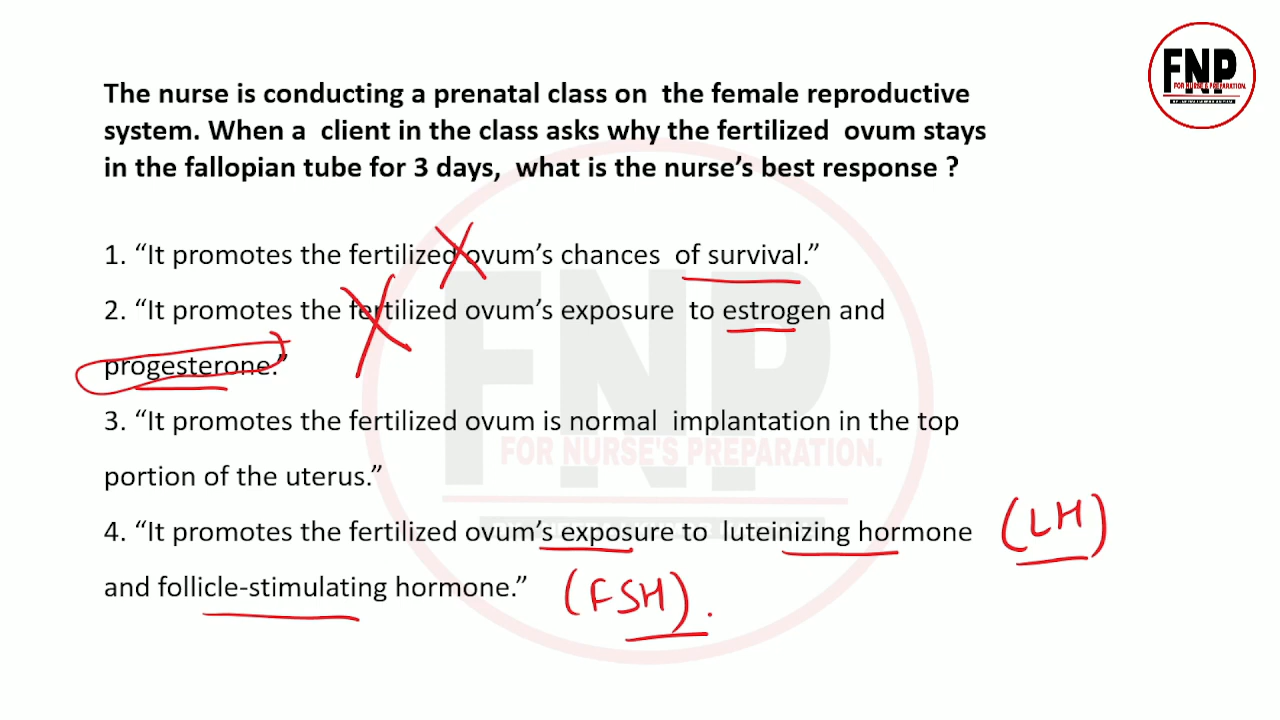 FNP
FOR NURSE'S PREPARATION.
The nurse is conducting a prenatal class on the female reproductive
system. When a client in the class asks why the fertilized ovum stays
in the fallopian tube for 3 days, what is the nurse’s best response ?
1. “It promotes the fertilized ovum’s chances of survival.”
2. “It promotes the fertilized ovum’s exposure to estrogen and
progesterone.”
3. “It promotes the fertilized ovum is normal implantation in the top
portion of the uterus.”
FNP
FOR NURSE'S PREPARATION.
4. “It promotes the fertilized ovum’s exposure to luteinizing hormone (LH)
and follicle-stimulating hormone.” (FSH).